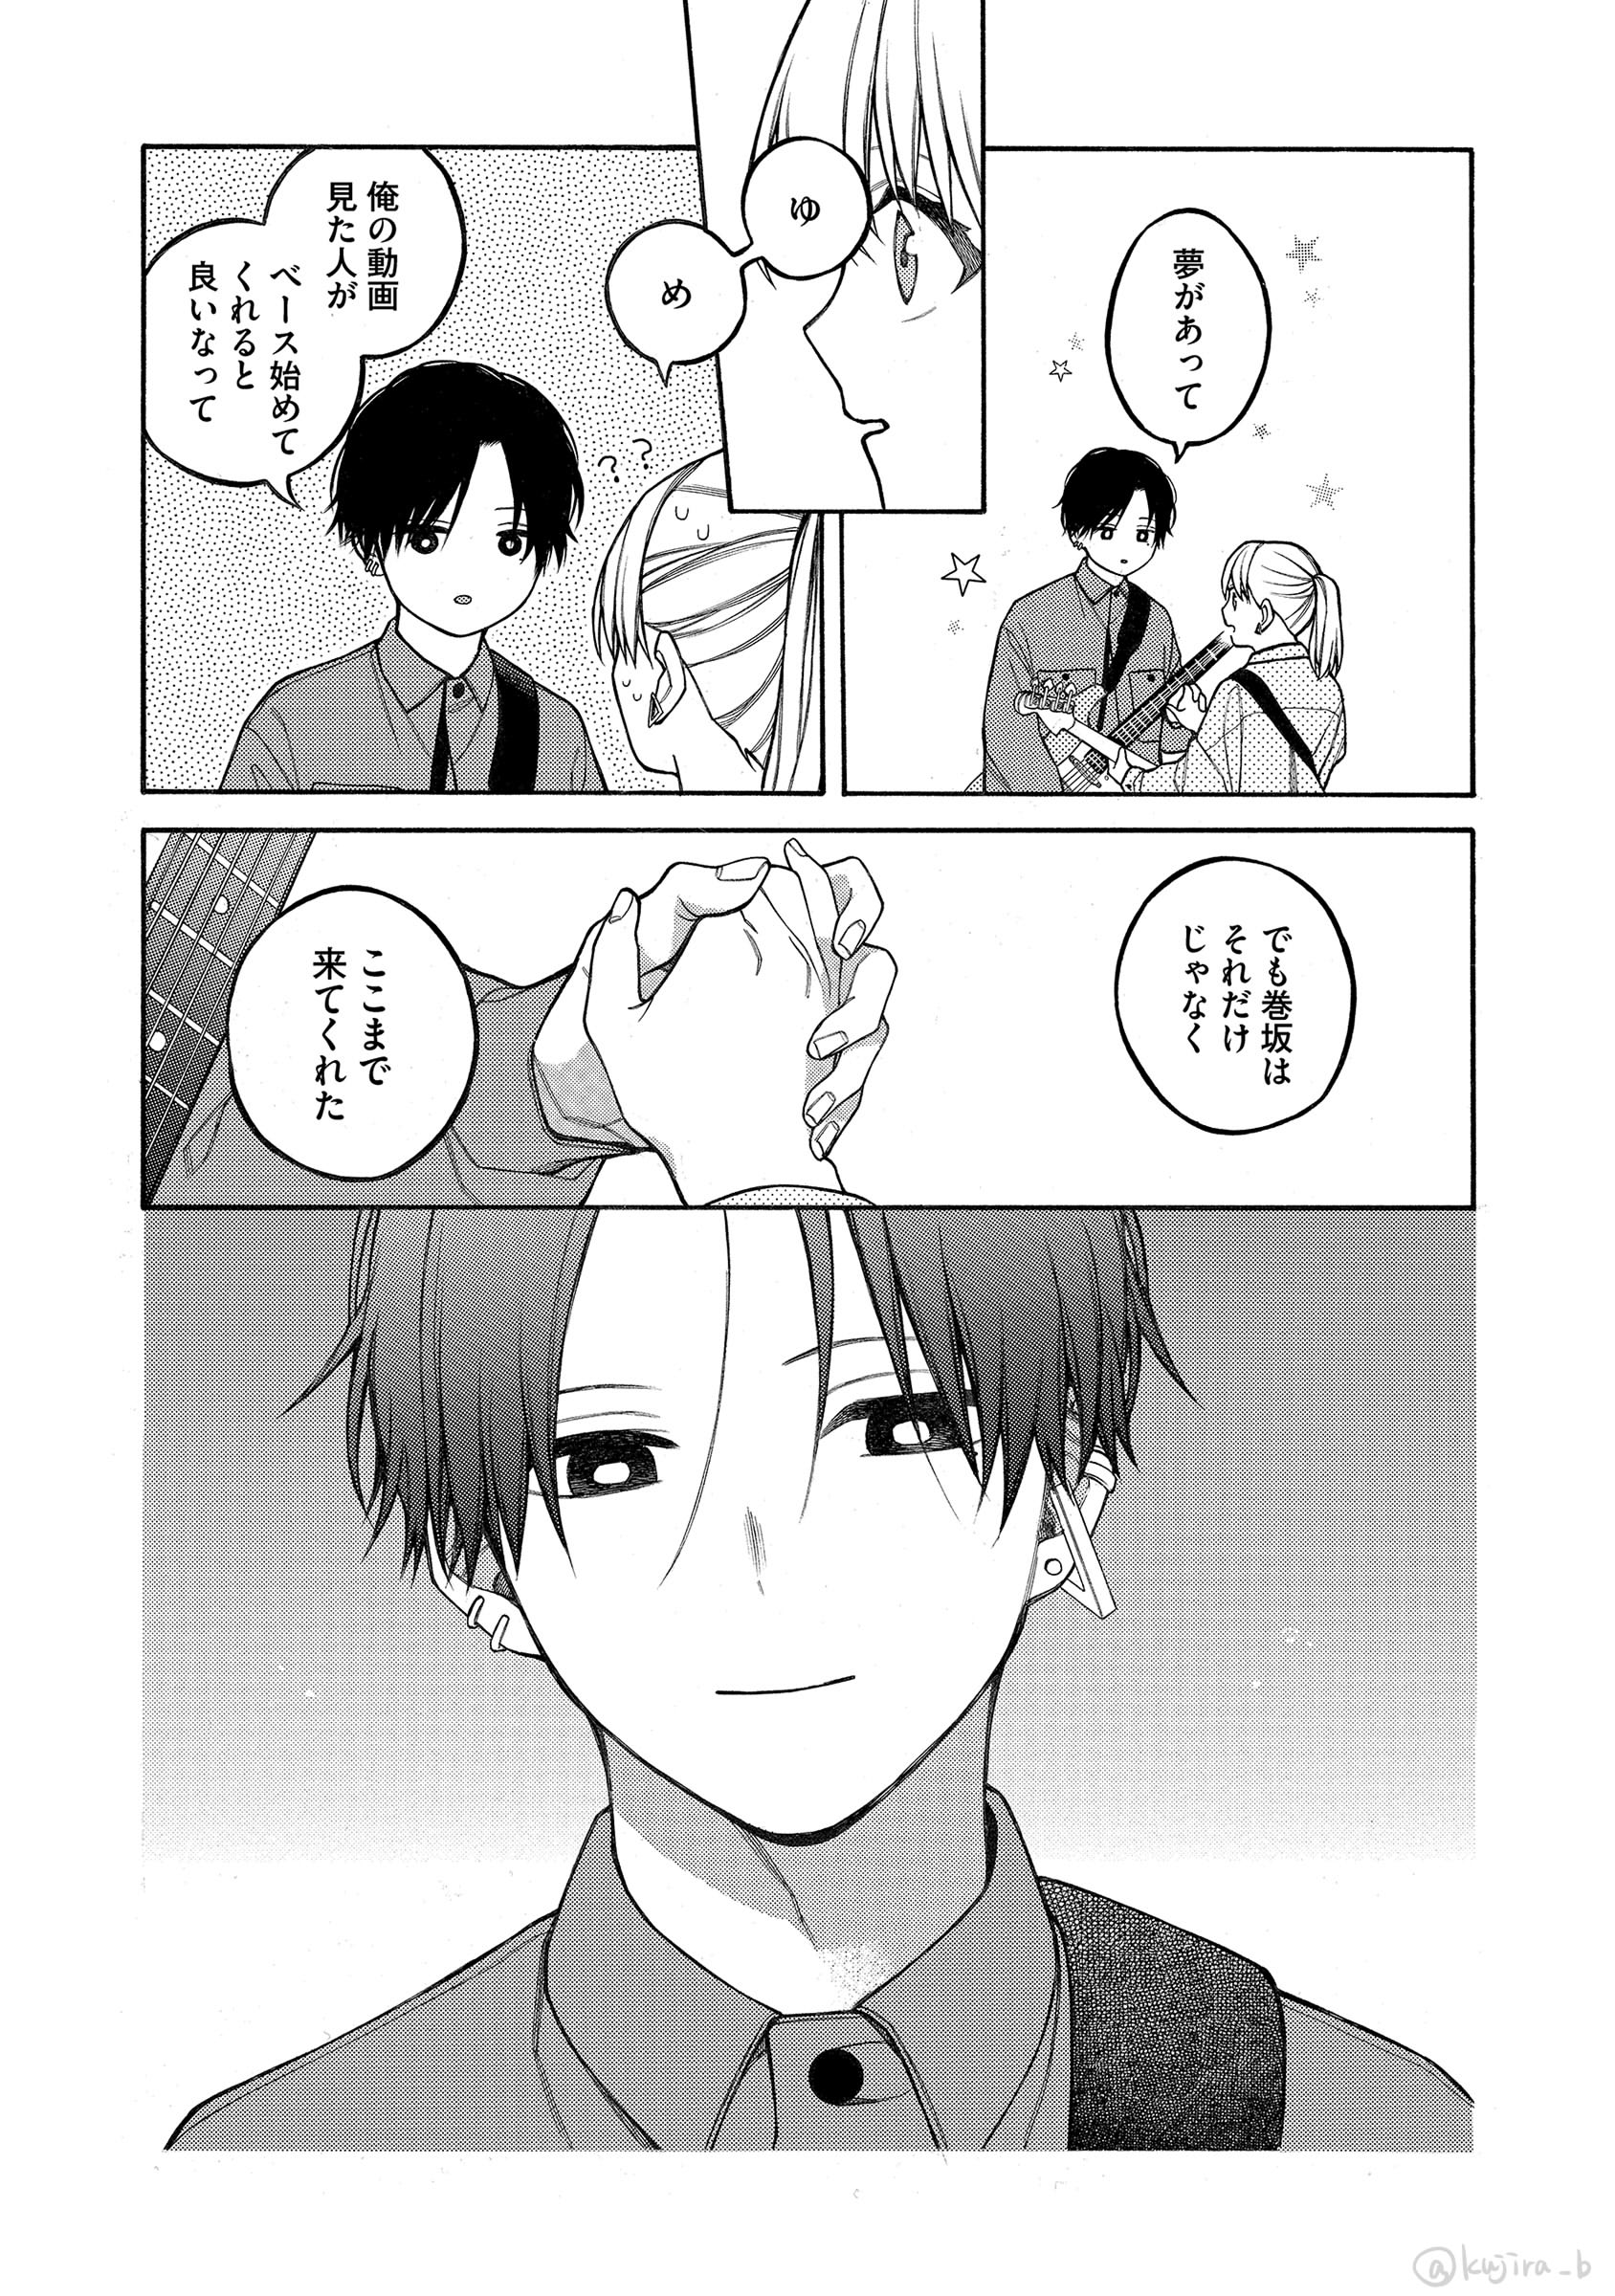 夢があって
ゆ
め
俺の動画
見た人が
ベース始めて
くれると
良いなって
??
でも巻坂は
それだけ
じゃなく
ここまで
来てくれた
@kujira_b